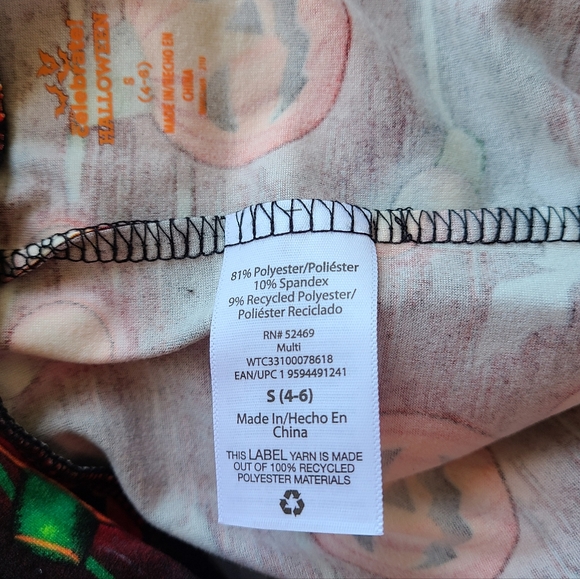 celebrate!
HALLOWEEN
S
(4-6)
MADE IN/HECHO EN
CHINA
81% Polyester/Poliéster
10% Spandex
9% Recycled Polyester/
Poliéster Reciclado
RN# 52469
Multi
WTC33100078618
EAN/UPC 1 9594491241
S (4-6)
Made In/Hecho En
China
THIS LABEL YARN IS MADE
OUT OF 100% RECYCLED
POLYESTER MATERIALS